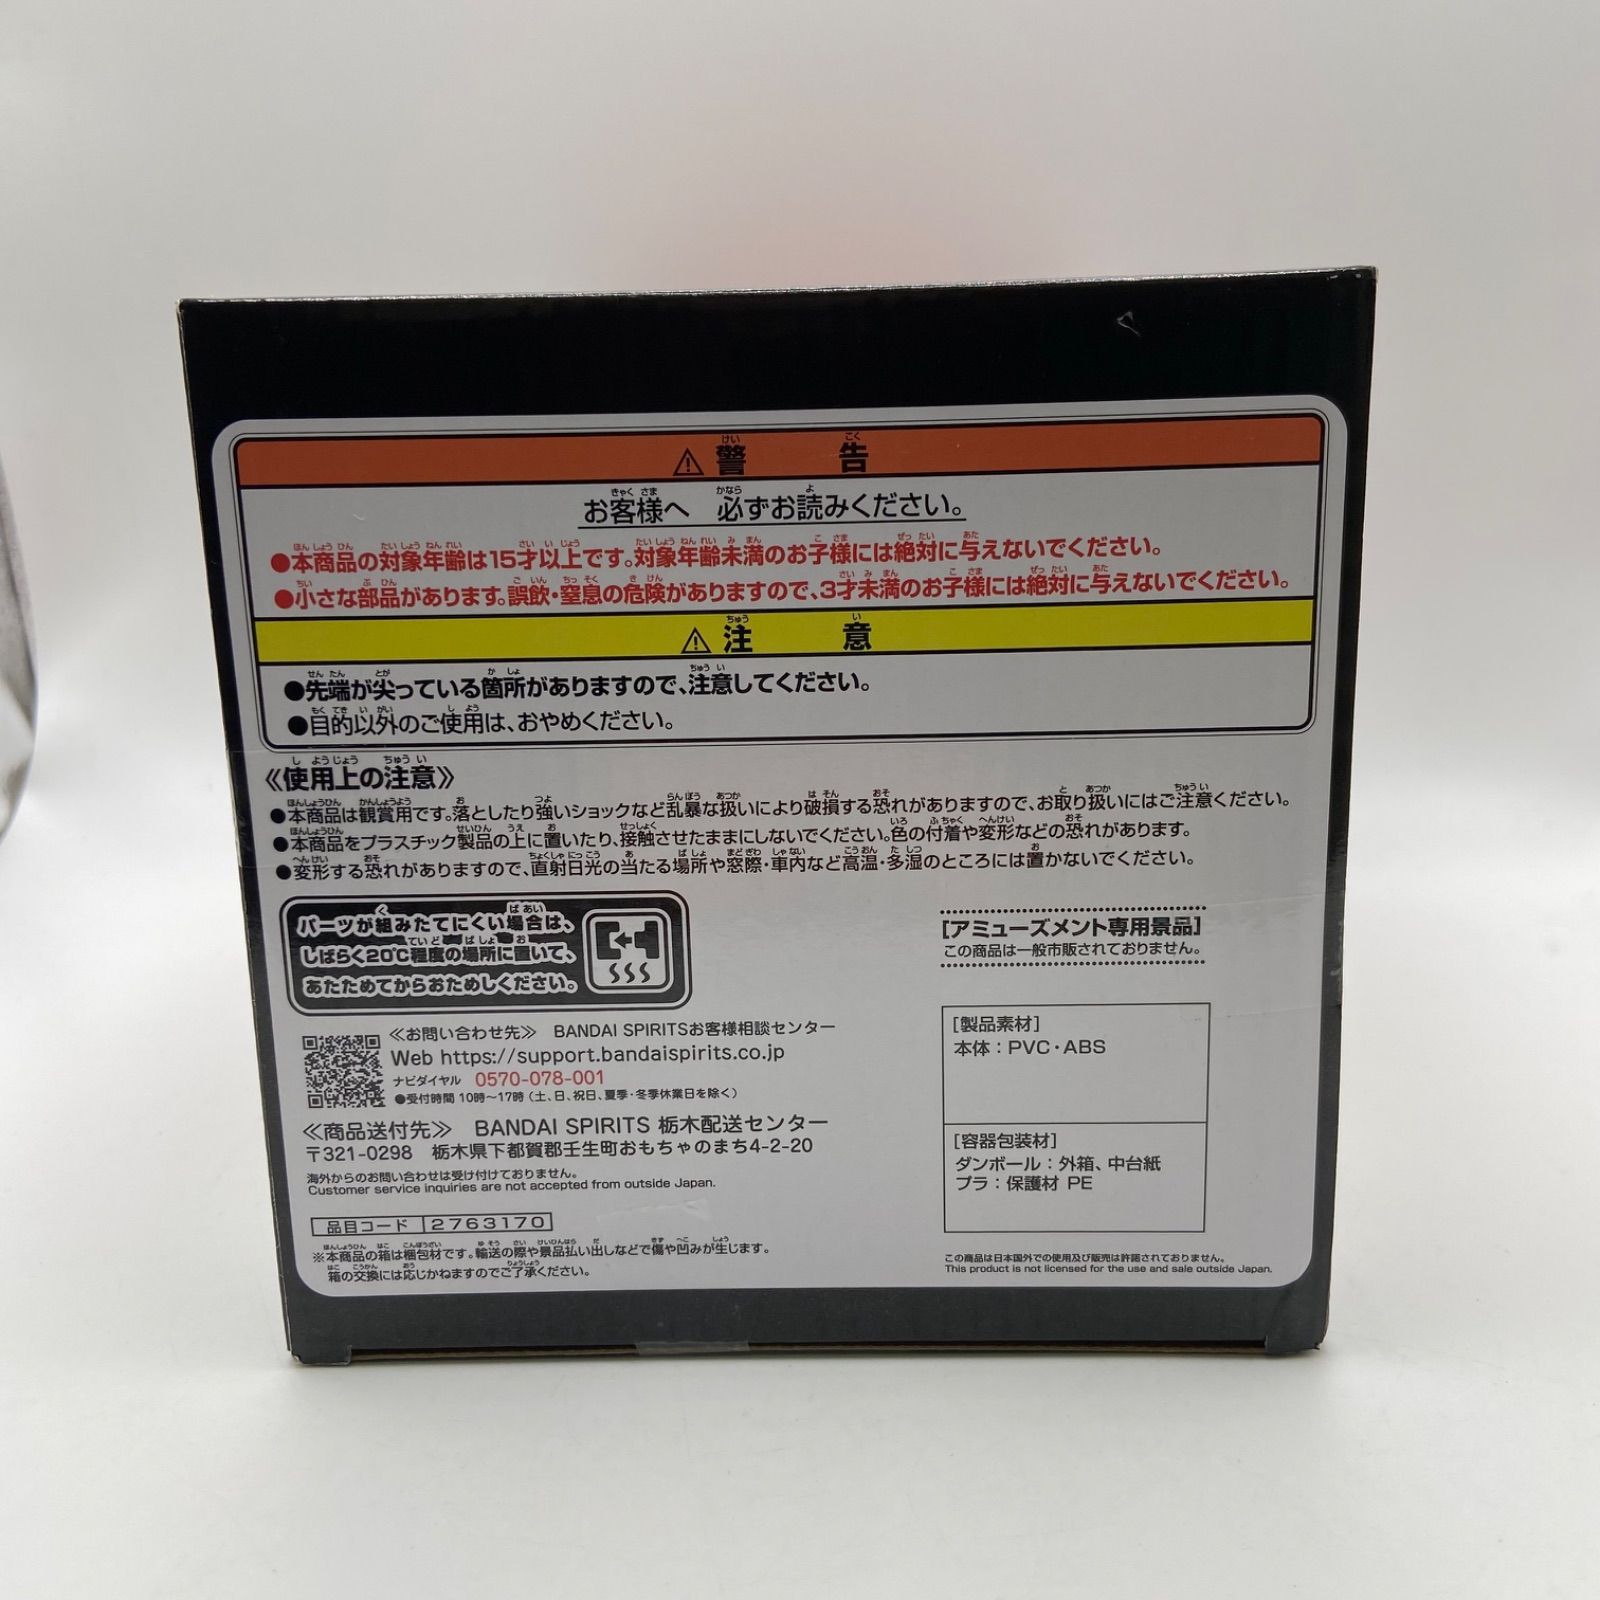 ⚠警告
お客様へ 必ずお読みください。
●本商品の対象年齢は15才以上です。対象年齢未満のお子様には絶対に与えないでください。
●小さな部品があります。誤飲・窒息の危険がありますので、3才未満のお子様には絶対に与えないでください。
⚠注意
●先端が尖っている箇所がありますので、注意してください。
●目的以外のご使用は、おやめください。
《使用上の注意》
●本商品は観賞用です。落としたり強いショックなど乱暴な扱いにより破損する恐れがありますので、お取り扱いにはご注意ください。
●本商品をプラスチック製品の上に置いたり、接触させたままにしないでください。色の付着や変形などの恐れがあります。
●変形する恐れがありますので、直射日光の当たる場所や窓際・車内など高温・多湿のところには置かないでください。
パーツが組みたてにくい場合は、
しばらく20℃程度の場所に置いて、
あたためてからおためしください。
[アミューズメント専用景品]
この商品は一般市販されておりません。
≪お問い合わせ先≫ BANDAI SPIRITSお客様相談センター
Web https://support.bandaispirits.co.jp
ナビダイヤル 0570-078-001
●受付時間 10時～17時(土、日、祝日、夏季・冬季休業日を除く)
≪商品送付先≫ BANDAI SPIRITS 栃木配送センター
〒321-0298 栃木県下都賀郡壬生町おもちゃのまち4-2-20
海外からのお問い合わせは受け付けておりません。
Customer service inquiries are not accepted from outside Japan.
品目コード 2763170
※本商品の箱は梱包材です。輸送の際や景品払い出しなどで傷や凹みが生じます。
箱の交換には応じかねますのでご了承ください。
[製品素材]
本体：PVC・ABS
[容器包装材]
ダンボール：外箱、中台紙
プラ：保護材 PE
この商品は日本国外での使用及び販売は許諾されておりません。
This product is not licensed for the use and sale outside Japan.